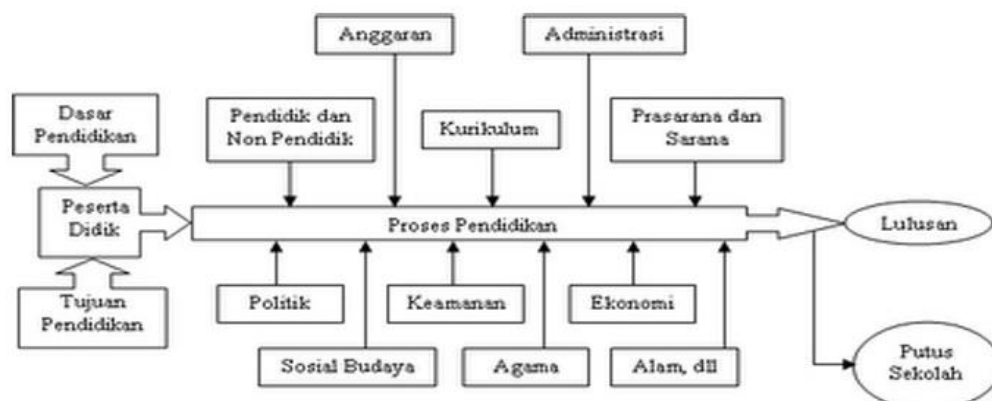 Anggaran
Administrasi
Dasar
Pendidikan
Pendidik dan
Non Pendidik
Kurikulum
Prasarana dan
Sarana
Peserta
Didik
Proses Pendidikan
Lulusan
Tujuan
Pendidikan
Politik
Keamanan
Ekonomi
Sosial Budaya
Agama
Alam, dll
Putus
Sekolah